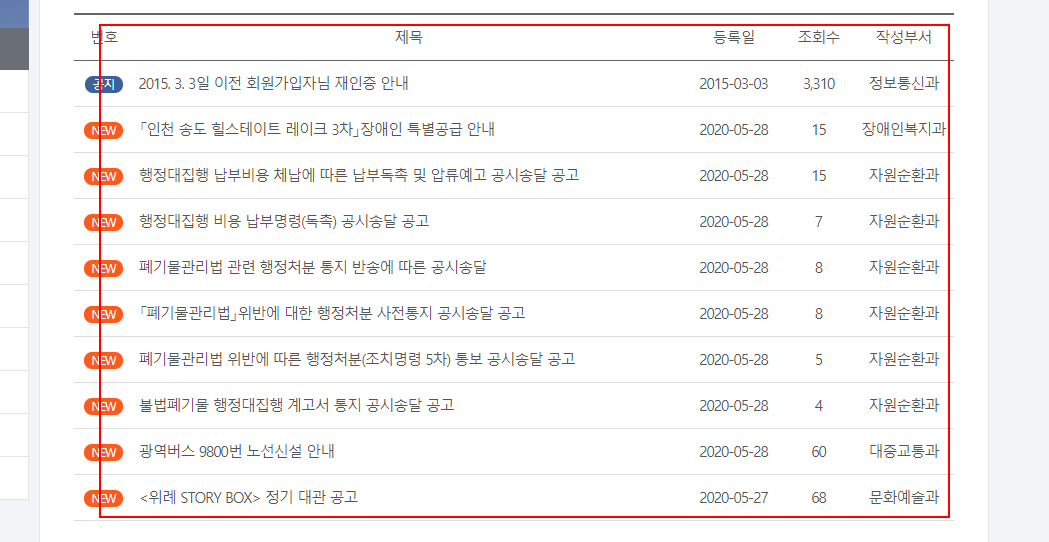 번호 제목 등록일 조회수 작성부서
공지 2015. 3. 3일 이전 회원가입자님 재인증 안내 2015-03-03 3,310 정보통신과
NEW 「인천 송도 힐스테이트 레이크 3차」장애인 특별공급 안내 2020-05-28 15 장애인복지과
NEW 행정대집행 납부비용 체납에 따른 납부독촉 및 압류예고 공시송달 공고 2020-05-28 15 자원순환과
NEW 행정대집행 비용 납부명령(독촉) 공시송달 공고 2020-05-28 7 자원순환과
NEW 폐기물관리법 관련 행정처분 통지 반송에 따른 공시송달 2020-05-28 8 자원순환과
NEW 「폐기물관리법」위반에 대한 행정처분 사전통지 공시송달 공고 2020-05-28 8 자원순환과
NEW 폐기물관리법 위반에 따른 행정처분(조치명령 5차) 통보 공시송달 공고 2020-05-28 5 자원순환과
NEW 불법폐기물 행정대집행 계고서 통지 공시송달 공고 2020-05-28 4 자원순환과
NEW 광역버스 9800번 노선신설 안내 2020-05-28 60 대중교통과
NEW <위례 STORY BOX> 정기 대관 공고 2020-05-27 68 문화예술과